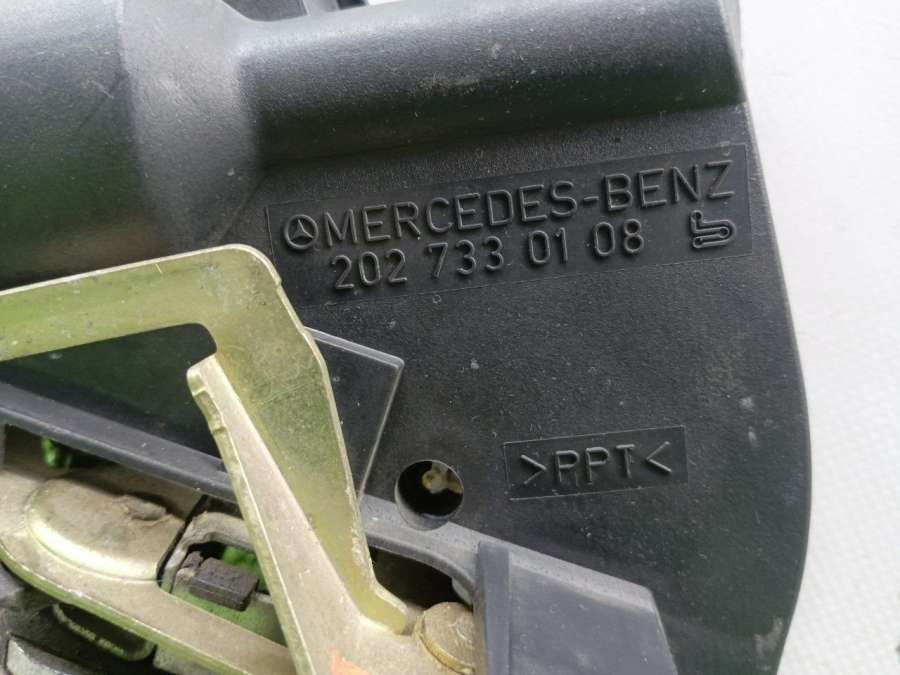 MERCEDES-BENZ
202 733 01 08
>PPT<